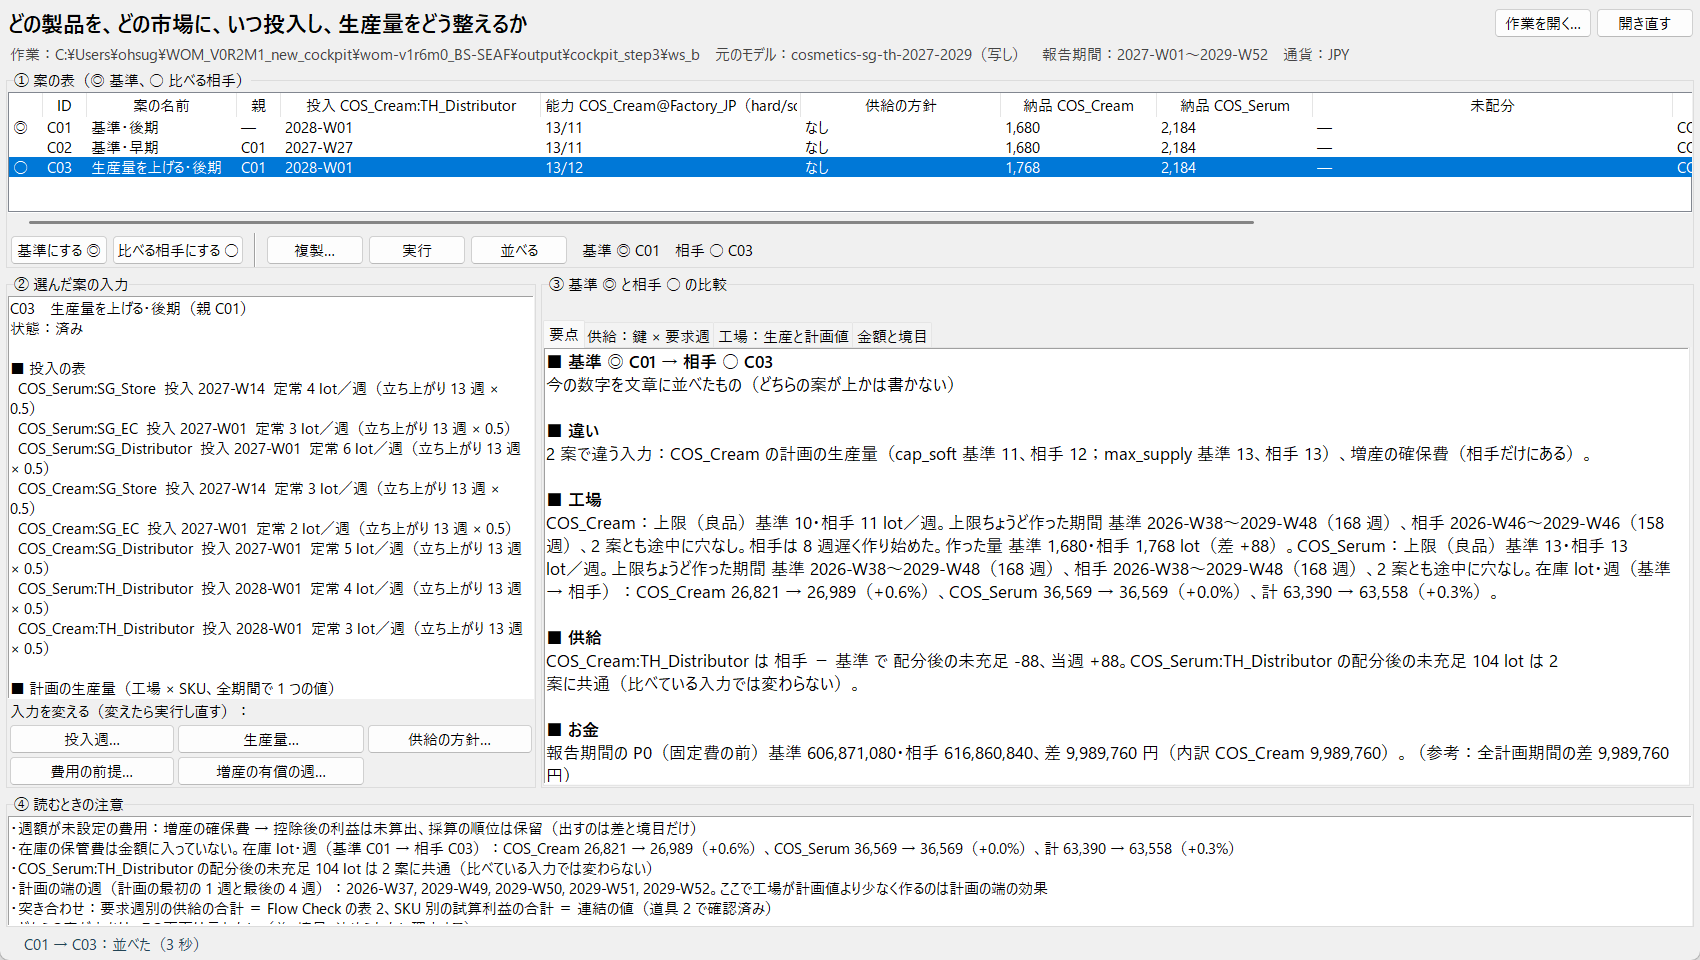 どの製品を、どの市場に、いつ投入し、生産量をどう整えるか
作業を開く...
開き直す
作業：C:¥Users¥ohsug¥WOM_V0R2M1_new_cockpit¥wom-v1r6m0_BS-SEAF¥output¥cockpit_step3¥ws_b　元のモデル：cosmetics-sg-th-2027-2029（写し）　報告期間：2027-W01～2029-W52　通貨：JPY
① 案の表（◎ 基準、〇 比べる相手）
ID 案の名前 親 投入 COS_Cream:TH_Distributor 能力 COS_Cream@Factory_JP（hard/sc 供給の方針 納品 COS_Cream 納品 COS_Serum 未配分
◎ C01 基準・後期 — 2028-W01 13/11 なし 1,680 2,184 — CC
C02 基準・早期 C01 2027-W27 13/11 なし 1,680 2,184 — CC
〇 C03 生産量を上げる・後期 C01 2028-W01 13/12 なし 1,768 2,184 — CC
基準にする ◎ 比べる相手にする 〇 複製... 実行 並べる 基準 ◎ C01　相手 〇 C03
② 選んだ案の入力
C03　生産量を上げる・後期（親 C01）
状態：済み
■ 投入の表
COS_Serum:SG_Store 投入 2027-W14 定常 4 lot／週（立ち上がり 13 週 ×
0.5）
COS_Serum:SG_EC 投入 2027-W01 定常 3 lot／週（立ち上がり 13 週 × 0.5）
COS_Serum:SG_Distributor 投入 2027-W01 定常 6 lot／週（立ち上がり 13 週
× 0.5）
COS_Cream:SG_Store 投入 2027-W14 定常 3 lot／週（立ち上がり 13 週 ×
0.5）
COS_Cream:SG_EC 投入 2027-W01 定常 2 lot／週（立ち上がり 13 週 × 0.5）
COS_Cream:SG_Distributor 投入 2027-W01 定常 5 lot／週（立ち上がり 13 週
× 0.5）
COS_Serum:TH_Distributor 投入 2028-W01 定常 4 lot／週（立ち上がり 13 週
× 0.5）
COS_Cream:TH_Distributor 投入 2028-W01 定常 3 lot／週（立ち上がり 13 週
× 0.5）
■ 計画の生産量（工場 × SKU、全期間で 1 つの値）
入力を変える（変えたら実行し直す）：
投入週... 生産量... 供給の方針...
費用の前提... 増産の有償の週...
③ 基準 ◎ と相手 〇 の比較
要点 供給：鍵 × 要求週 工場：生産と計画値 金額と境目
■ 基準 ◎ C01 → 相手 〇 C03
今の数字を文章に並べたもの（どちらの案が上かは書かない）
■ 違い
2 案で違う入力：COS_Cream の計画の生産量（cap_soft 基準 11、相手 12；max_supply 基準 13、相手 13）、増産の確保費（相手だけにある）。
■ 工場
COS_Cream：上限（良品）基準 10・相手 11 lot／週。上限ちょうど作った期間 基準 2026-W38～2029-W48（168 週）、相手 2026-W46～2029-W46（158
週）、2 案とも途中に穴なし。相手は 8 週遅く作り始めた。作った量 基準 1,680・相手 1,768 lot（差 +88）。COS_Serum：上限（良品）基準 13・相手 13
lot／週。上限ちょうど作った期間 基準 2026-W38～2029-W48（168 週）、相手 2026-W38～2029-W48（168 週）、2 案とも途中に穴なし。在庫 lot・週（基準
→ 相手）：COS_Cream 26,821 → 26,989（+0.6%）、COS_Serum 36,569 → 36,569（+0.0%）、計 63,390 → 63,558（+0.3%）。
■ 供給
COS_Cream:TH_Distributor は 相手 － 基準 で 配分後の未充足 -88、当週 +88。COS_Serum:TH_Distributor の配分後の未充足 104 lot は 2
案に共通（比べている入力では変わらない）。
■ お金
報告期間の P0（固定費の前）基準 606,871,080・相手 616,860,840、差 9,989,760 円（内訳 COS_Cream 9,989,760）。（参考：全計画期間の差 9,989,760
円）
④ 読むときの注意
・週額が未設定の費用：増産の確保費 → 控除後の利益は未算出、採算の順位は保留（出すのは差と境目だけ）
・在庫の保管費は金額に入っていない。在庫 lot・週（基準 C01 → 相手 C03）：COS_Cream 26,821 → 26,989（+0.6%）、COS_Serum 36,569 → 36,569（+0.0%）、計 63,390 → 63,558（+0.3%）
・COS_Serum:TH_Distributor の配分後の未充足 104 lot は 2 案に共通（比べている入力では変わらない）
・計画の端の週（計画の最初の 1 週と最後の 4 週）：2026-W37, 2029-W49, 2029-W50, 2029-W51, 2029-W52。ここで工場が計画値より少なく作るのは計画の端の効果
・突き合わせ：要求週別の供給の合計 ＝ Flow Check の表 2、SKU 別の試算利益の合計 ＝ 連結の値（道具 2 で確認済み）
C01 → C03：並べた（3 秒）